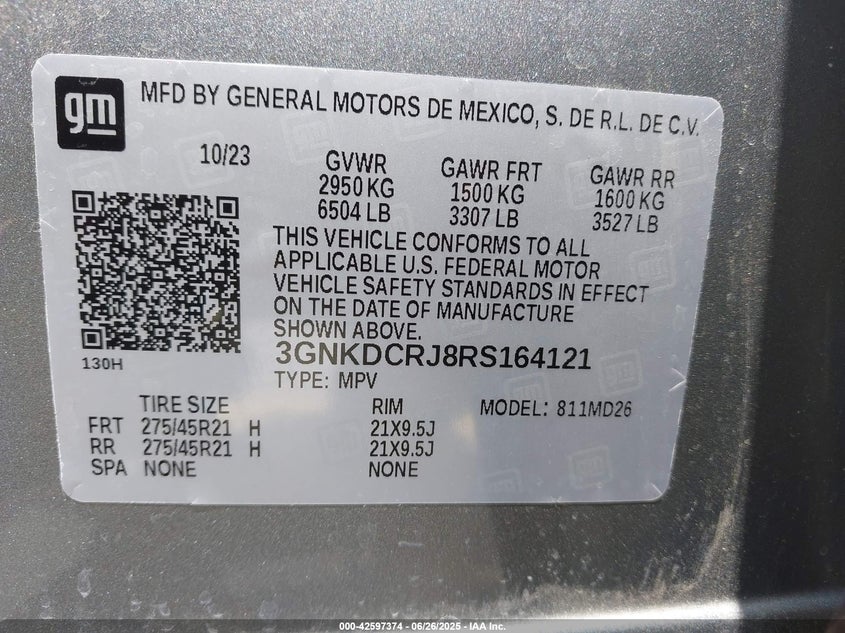 gm
MFD BY GENERAL MOTORS DE MEXICO, S. DE R.L. DE C.V.
10/23 GVWR GAWR FRT GAWR RR
2950 KG 1500 KG 1600 KG
6504 LB 3307 LB 3527 LB
THIS VEHICLE CONFORMS TO ALL
APPLICABLE U.S. FEDERAL MOTOR
VEHICLE SAFETY STANDARDS IN EFFECT
ON THE DATE OF MANUFACTURE
SHOWN ABOVE.
130H
3GNKDCRJ8RS164121
TYPE: MPV
TIRE SIZE RIM MODEL: 811MD26
FRT 275/45R21 H 21X9.5J
RR 275/45R21 H 21X9.5J
SPA NONE NONE
000-42597374 / 06/26/2025 - IAA Inc.